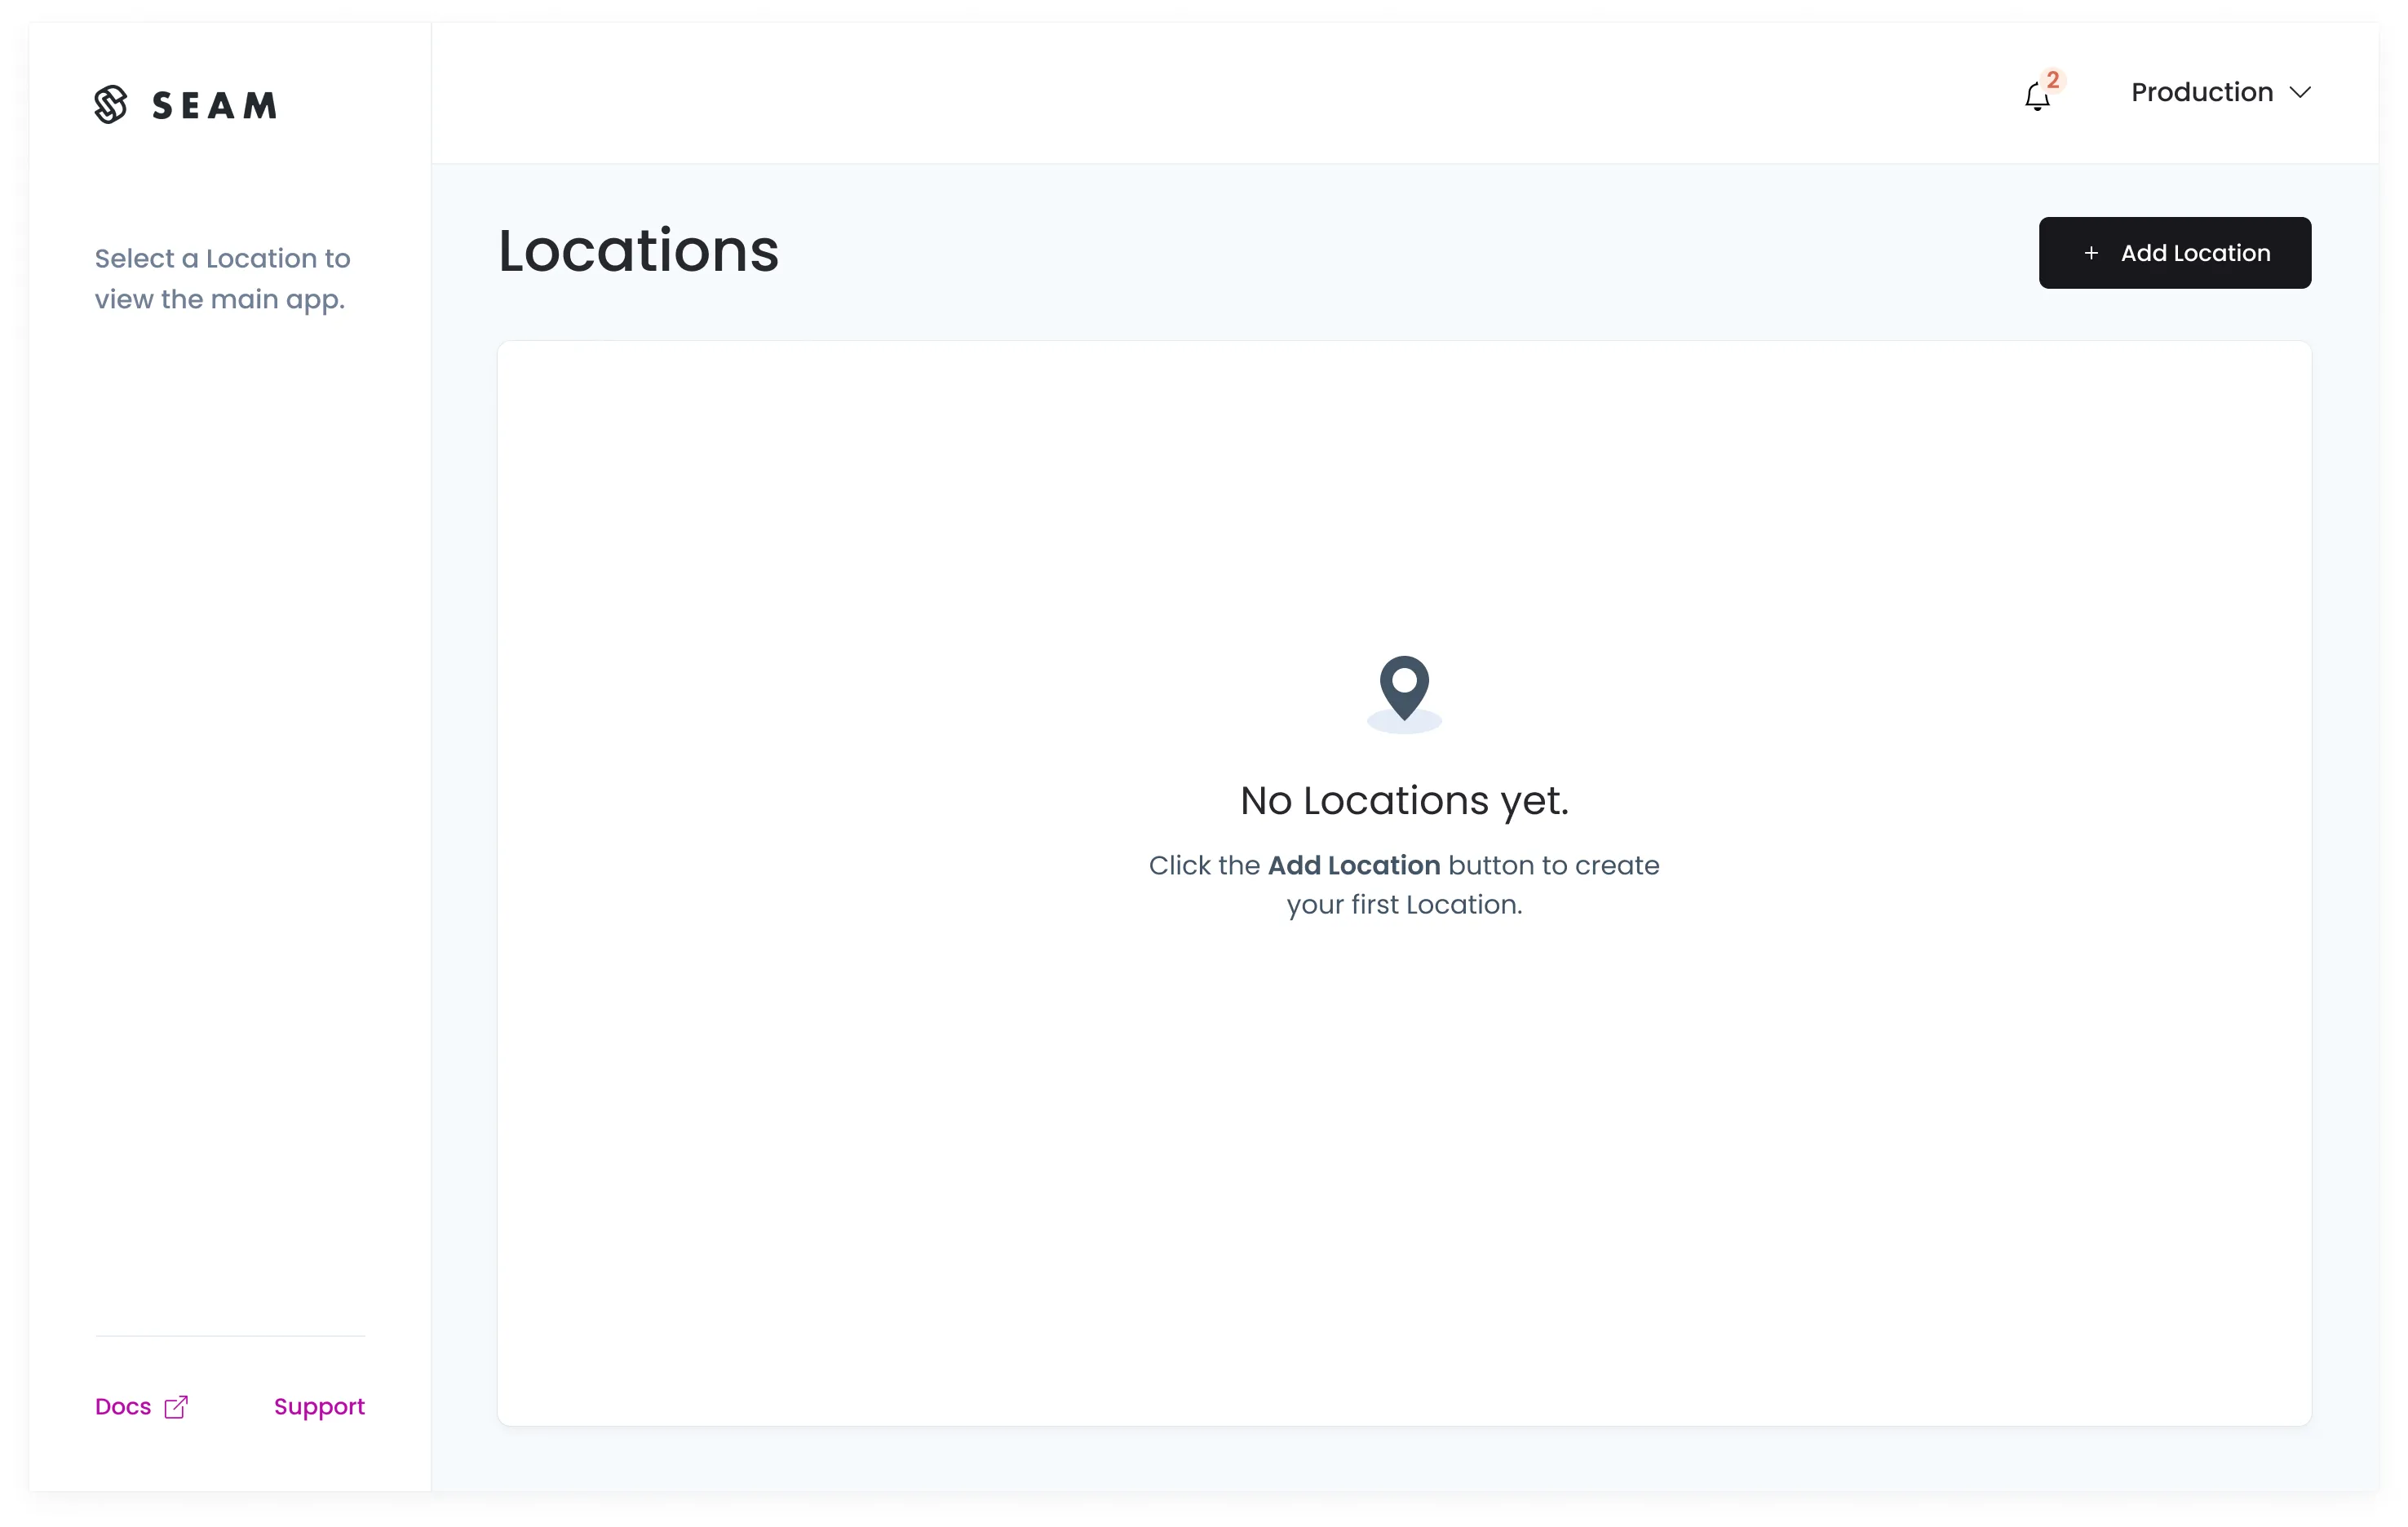 SEAM
2
Production
Select a Location to
view the main app.
Locations
+ Add Location
No Locations yet.
Click the Add Location button to create
your first Location.
Docs
Support